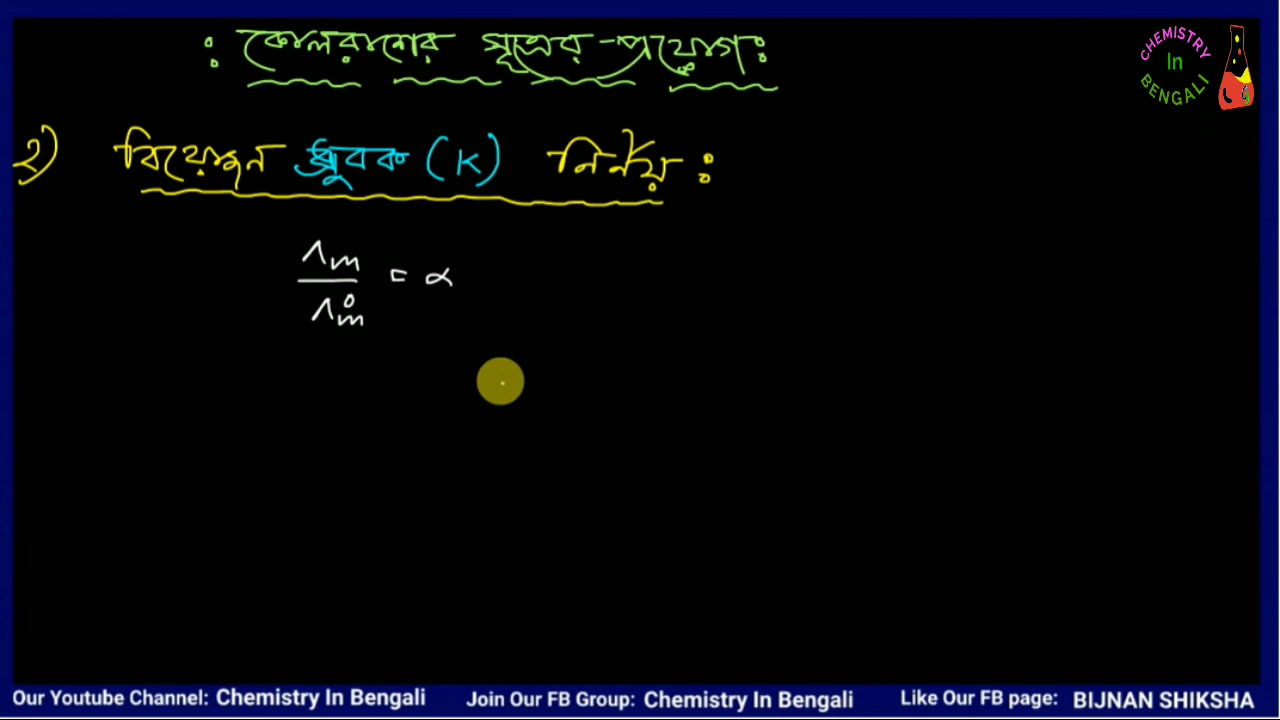 : কোলরাশের সূত্রের প্রয়োগ :
CHEMISTRY
In
BENGALI
২) বিয়োজন ধ্রুবক (K) নির্ণয় :
Λm
= α
Λ°m
Our Youtube Channel: Chemistry In Bengali Join Our FB Group: Chemistry In Bengali Like Our FB page: BIJNAN SHIKSHA